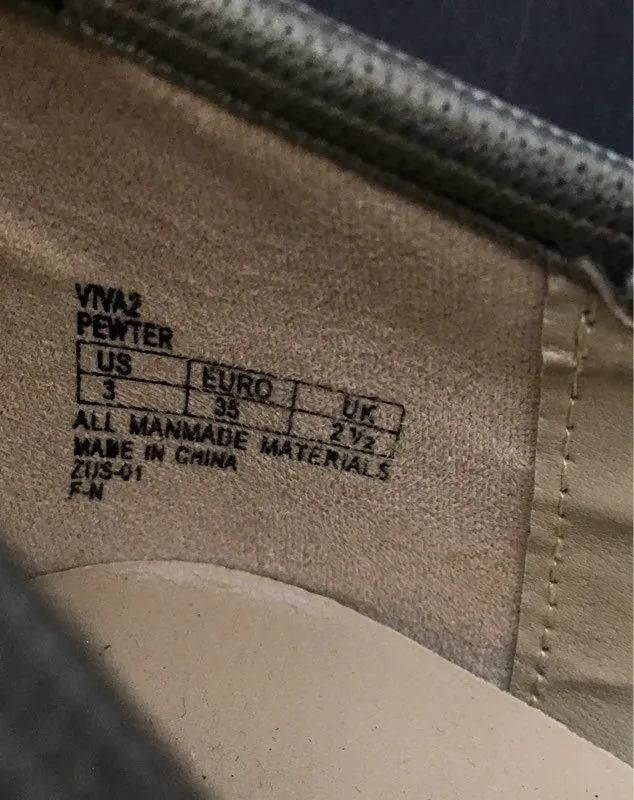 VIVA2
PEWTER
US EURO UK
3 35 2 ½
ALL MANMADE MATERIALS
MADE IN CHINA
ZUS-01
F-N